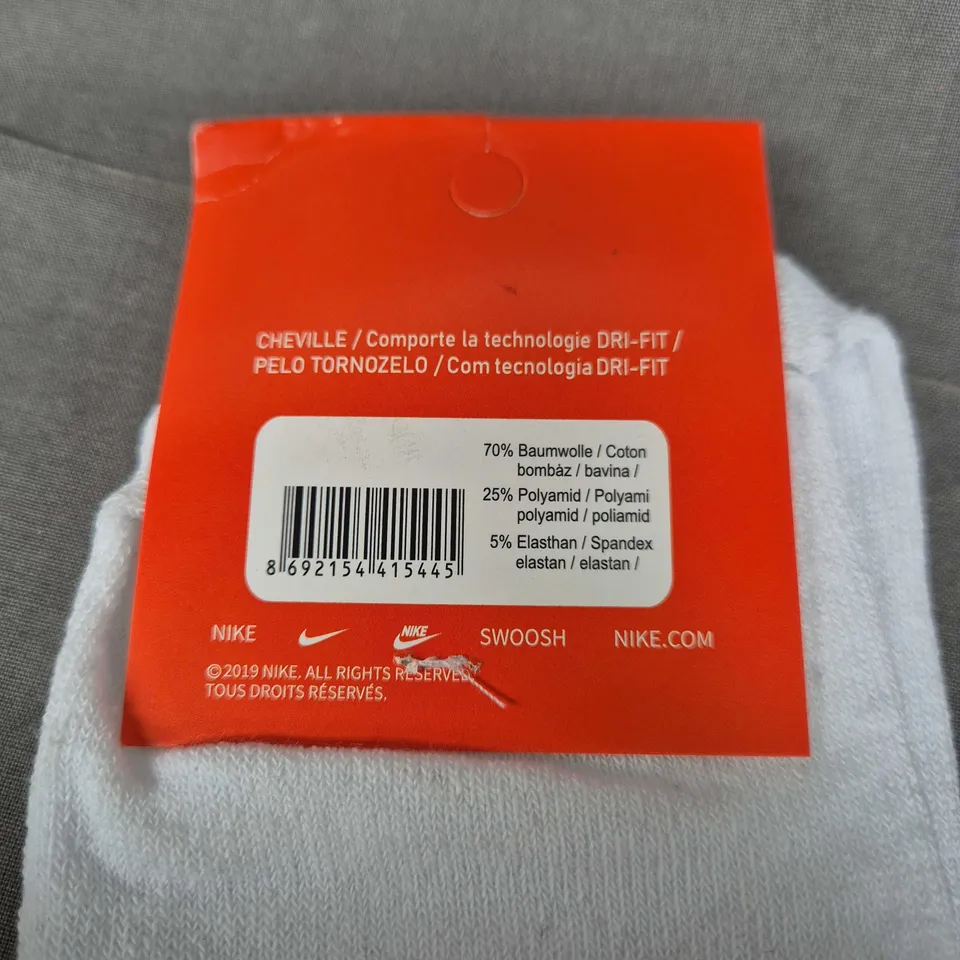 CHEVILLE / Comporte la technologie DRI-FIT /
PELO TORNOZELO / Com tecnologia DRI-FIT
70% Baumwolle / Coton
bombàz / bavina /
25% Polyamid / Polyami
polyamid / poliamid
5% Elasthan / Spandex
elastan / elastan /
8 692154 415445
NIKE NIKE SWOOSH NIKE.COM
©2019 NIKE. ALL RIGHTS RESERVED.
TOUS DROITS RÉSERVÉS.